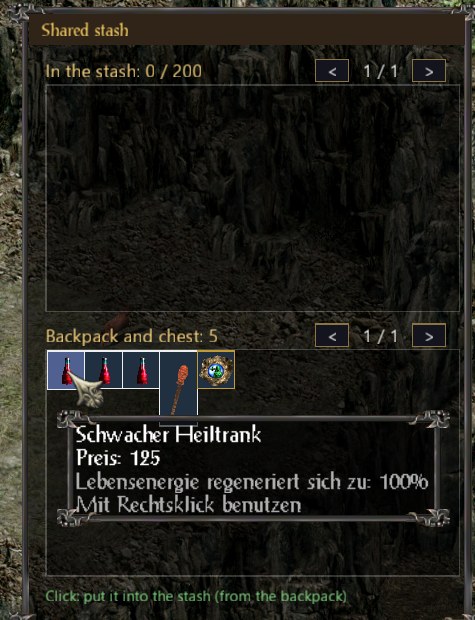 Shared stash
In the stash: 0 / 200 < 1 / 1 >
Backpack and chest: 5 < 1 / 1 >
Schwacher Heiltrank
Preis: 125
Lebensenergie regeneriert sich zu: 100%
Mit Rechtsklick benutzen
Click: put it into the stash (from the backpack)